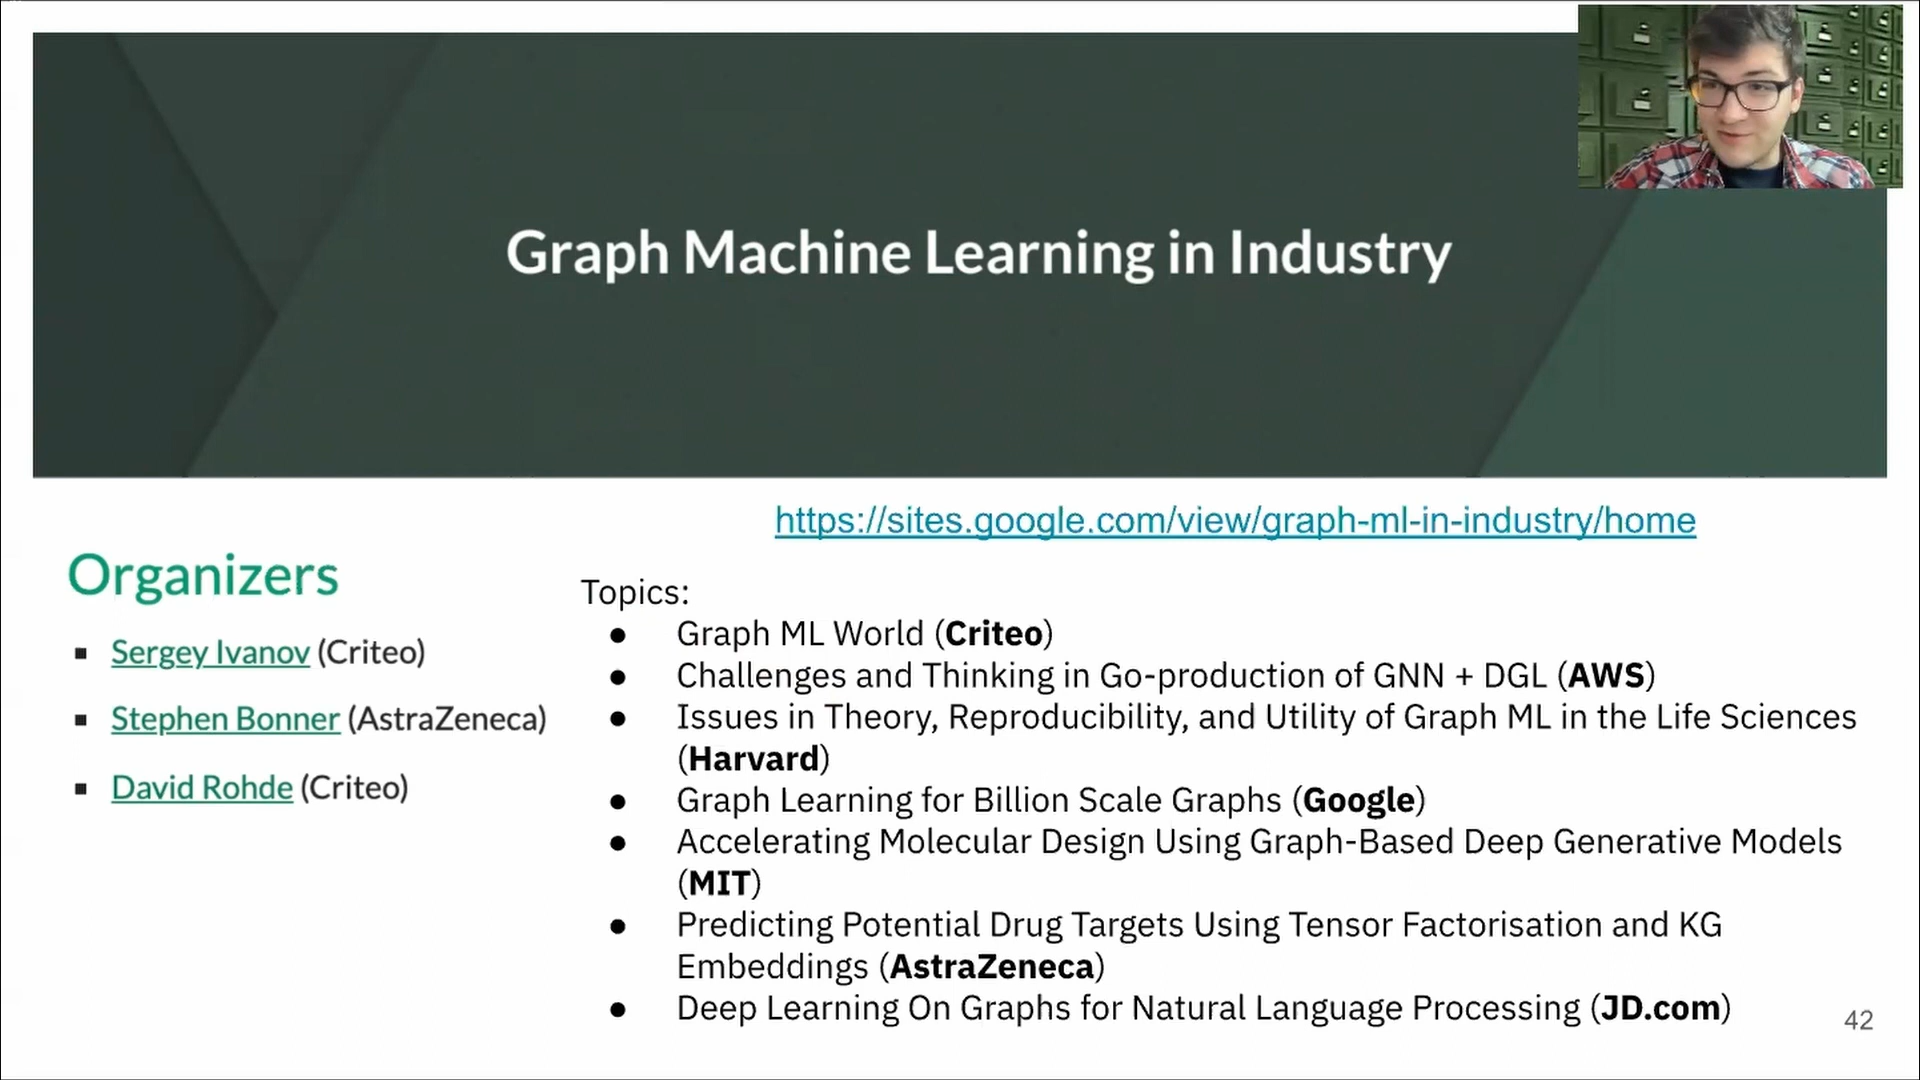 Graph Machine Learning in Industry
https://sites.google.com/view/graph-ml-in-industry/home
Organizers
▪ Sergey Ivanov (Criteo)
▪ Stephen Bonner (AstraZeneca)
▪ David Rohde (Criteo)
Topics:
● Graph ML World (Criteo)
● Challenges and Thinking in Go-production of GNN + DGL (AWS)
● Issues in Theory, Reproducibility, and Utility of Graph ML in the Life Sciences
(Harvard)
● Graph Learning for Billion Scale Graphs (Google)
● Accelerating Molecular Design Using Graph-Based Deep Generative Models
(MIT)
● Predicting Potential Drug Targets Using Tensor Factorisation and KG
Embeddings (AstraZeneca)
● Deep Learning On Graphs for Natural Language Processing (JD.com)
42